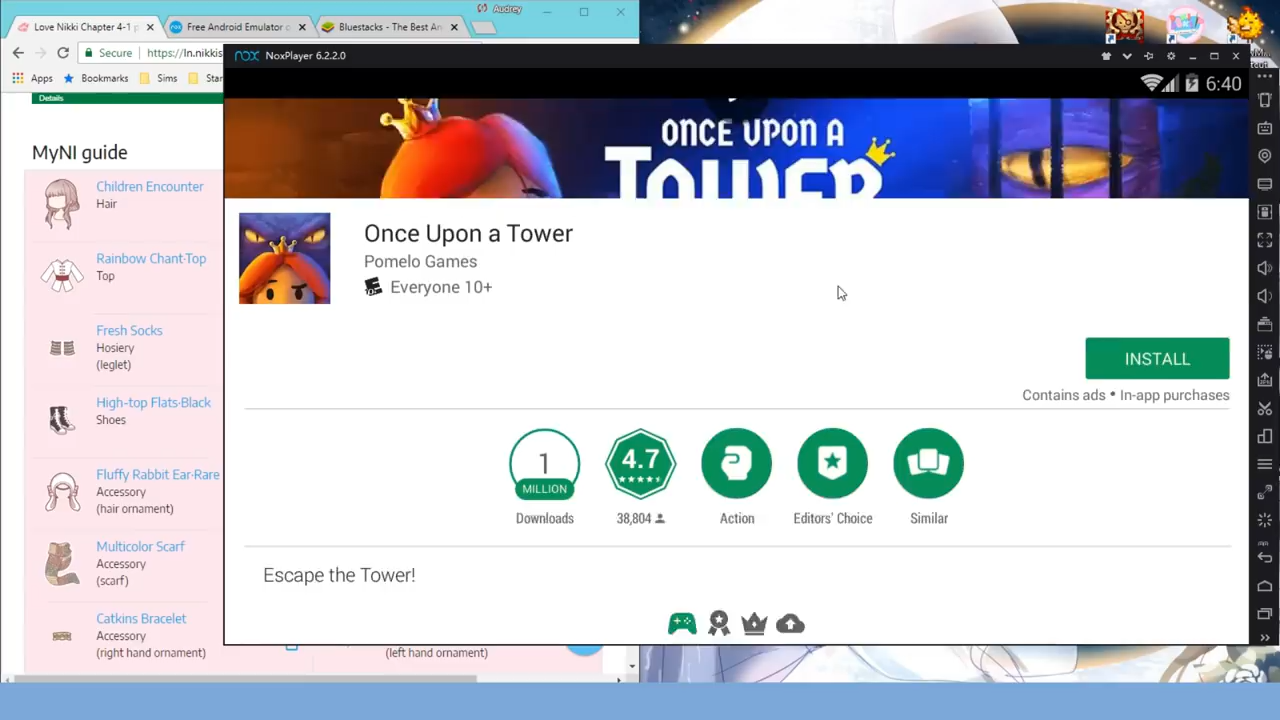 Love Nikki Chapter 4-1 p
Free Android Emulator o
Bluestacks - The Best An
Audrey
Secure
https://ln.nikkis
Apps
Bookmarks
Sims
Star
Details
MyNI guide
Children Encounter
Hair
Rainbow Chant-Top
Top
Fresh Socks
Hosiery
(leglet)
High-top Flats·Black
Shoes
Fluffy Rabbit Ear·Rare
Accessory
(hair ornament)
Multicolor Scarf
Accessory
(scarf)
Catkins Bracelet
Accessory
(right hand ornament)
(left hand ornament)
nox NoxPlayer 6.2.2.0
6:40
ONCE UPON A
TOWER
Once Upon a Tower
Pomelo Games
Everyone 10+
INSTALL
Contains ads • In-app purchases
1
MILLION
Downloads
4.7
38,804
Action
Editors' Choice
Similar
Escape the Tower!